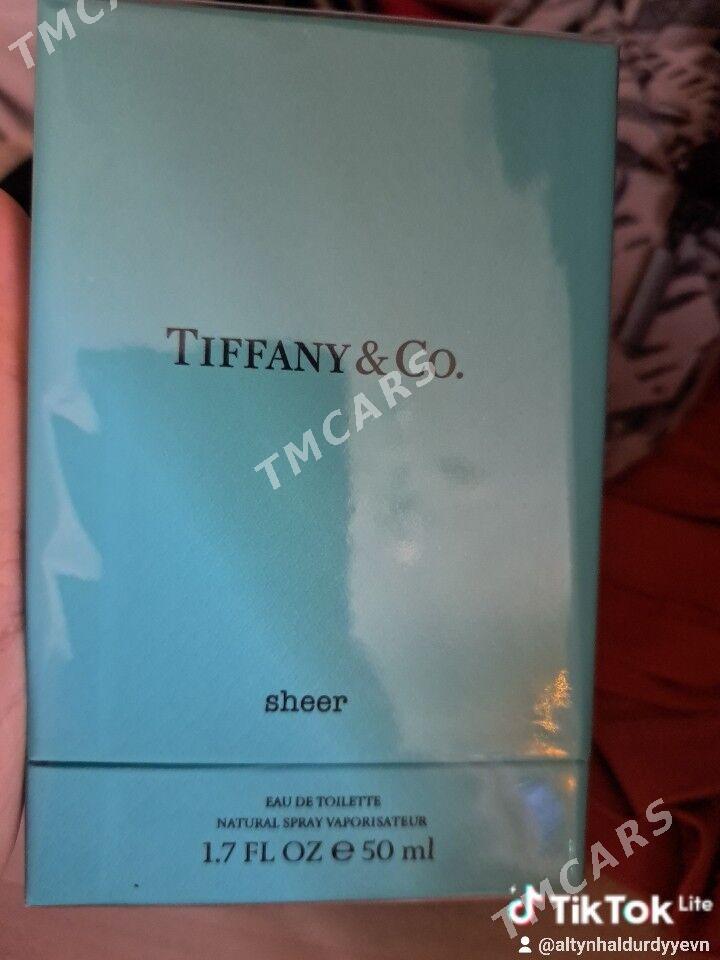 TMCARS
TIFFANY & CO.
TMCARS
sheer
EAU DE TOILETTE
NATURAL SPRAY VAPORISATEUR
1.7 FL OZ e 50 ml
TMCARS
TikTok Lite
@altynhaldurdyyevn